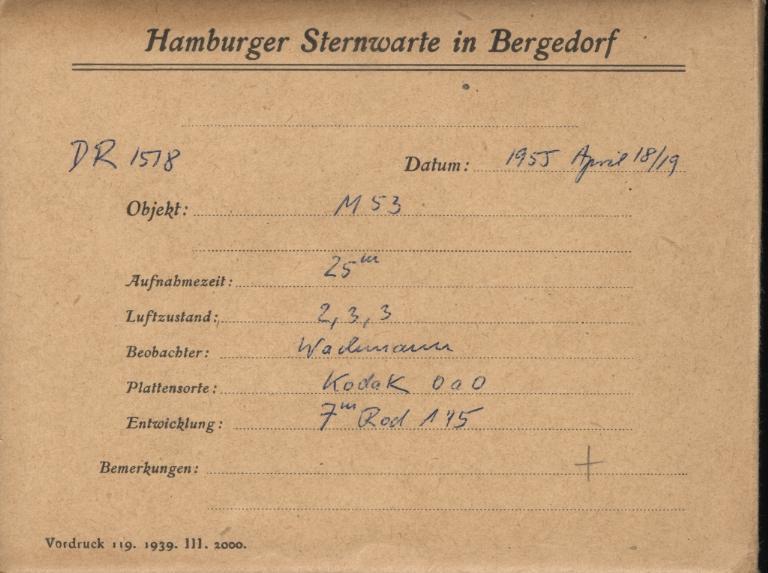 Hamburger Sternwarte in Bergedorf
DR 1518
Datum: 1955 April 18/19
Objekt: M 53
Aufnahmezeit: 25m
Luftzustand: 2, 3, 3
Beobachter: Wachmann
Plattensorte: Kodak OaO
Entwicklung: 7m Rod 1:45
Bemerkungen: +
Vordruck 119. 1939. III. 2000.